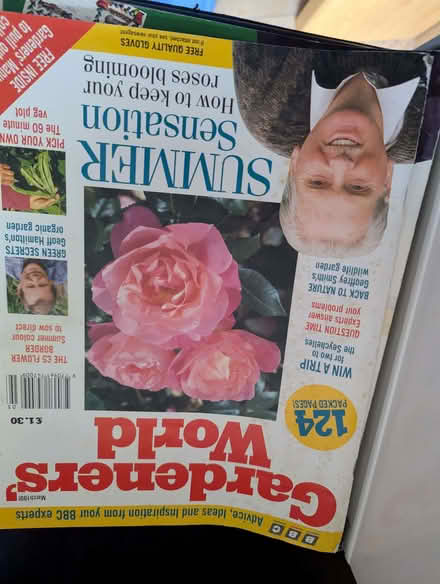 BBC Advice, Ideas and Inspiration from your BBC experts
Gardeners'
World
£1.30
124
PACKED PAGES!
WIN A TRIP
for two to
the Seychelles
QUESTION TIME
Experts answer
your problems
BACK TO NATURE
Geoffrey Smith's
wildlife garden
THE £5 FLOWER
BORDER
Summer colour
to sow direct
GREEN SECRETS
Geoff Hamilton's
organic garden
PICK YOUR OWN
The 60 minute
veg plot
SUMMER
Sensation
How to keep your
roses blooming
FREE QUALITY GLOVES
FREE INSIDE